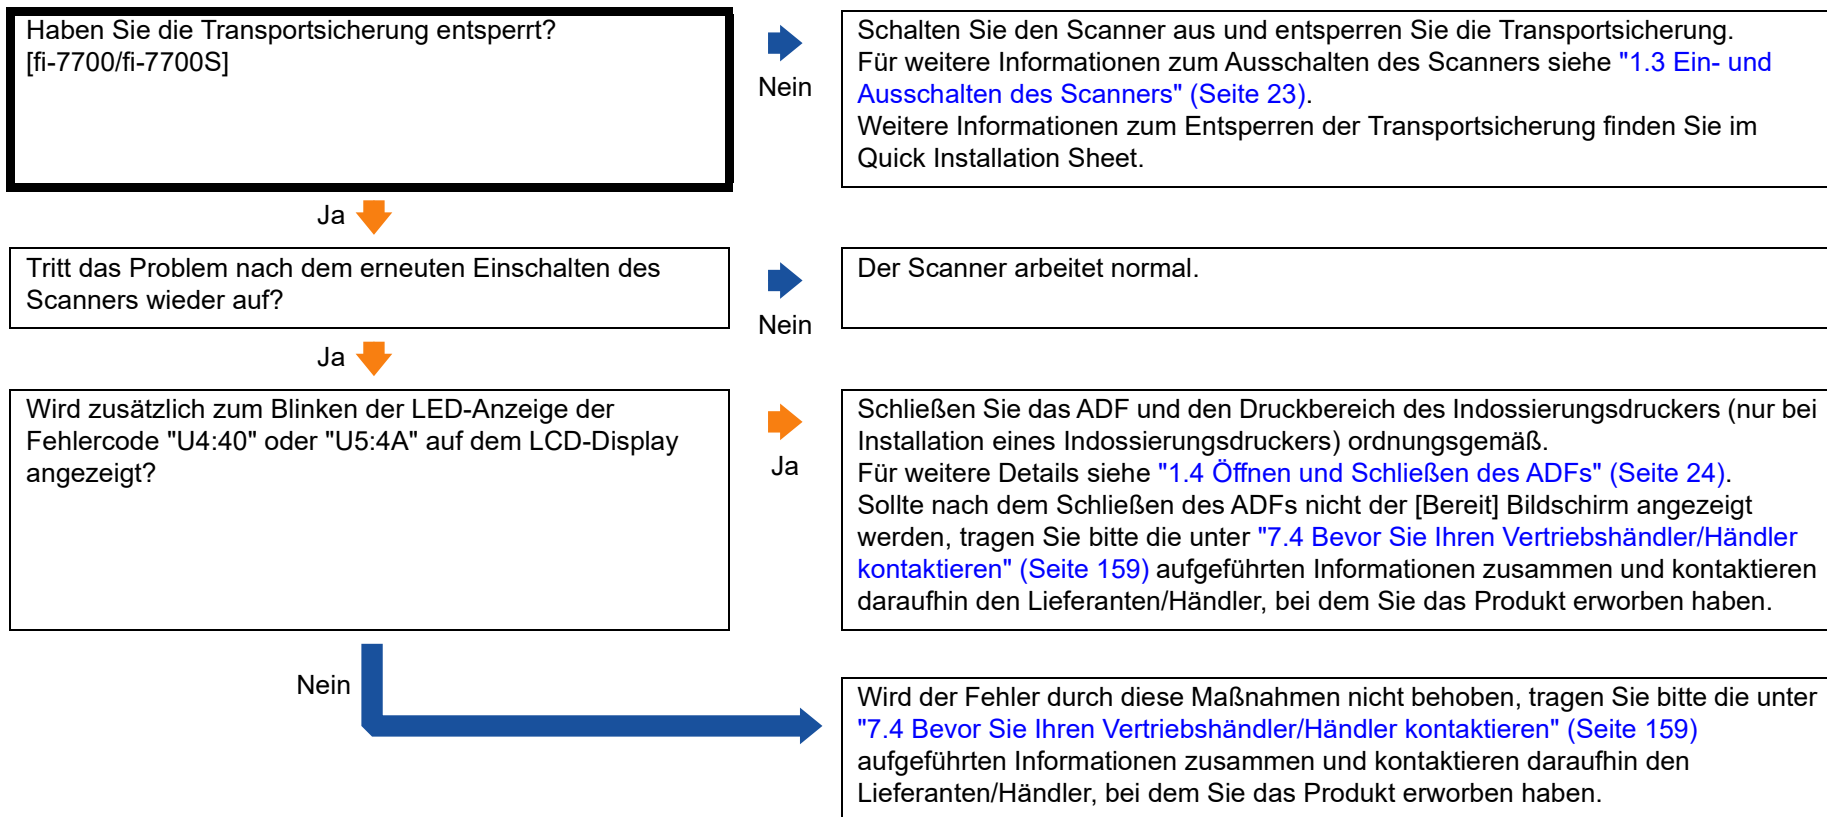 Haben Sie die Transportsicherung entsperrt?
[fi-7700/fi-7700S]
Nein
Schalten Sie den Scanner aus und entsperren Sie die Transportsicherung.
Für weitere Informationen zum Ausschalten des Scanners siehe "1.3 Ein- und
Ausschalten des Scanners" (Seite 23).
Weitere Informationen zum Entsperren der Transportsicherung finden Sie im
Quick Installation Sheet.
Ja
Tritt das Problem nach dem erneuten Einschalten des
Scanners wieder auf?
Nein
Der Scanner arbeitet normal.
Ja
Wird zusätzlich zum Blinken der LED-Anzeige der
Fehlercode "U4:40" oder "U5:4A" auf dem LCD-Display
angezeigt?
Ja
Schließen Sie das ADF und den Druckbereich des Indossierungsdruckers (nur bei
Installation eines Indossierungsdruckers) ordnungsgemäß.
Für weitere Details siehe "1.4 Öffnen und Schließen des ADFs" (Seite 24).
Sollte nach dem Schließen des ADFs nicht der [Bereit] Bildschirm angezeigt
werden, tragen Sie bitte die unter "7.4 Bevor Sie Ihren Vertriebshändler/Händler
kontaktieren" (Seite 159) aufgeführten Informationen zusammen und kontaktieren
daraufhin den Lieferanten/Händler, bei dem Sie das Produkt erworben haben.
Nein
Wird der Fehler durch diese Maßnahmen nicht behoben, tragen Sie bitte die unter
"7.4 Bevor Sie Ihren Vertriebshändler/Händler kontaktieren" (Seite 159)
aufgeführten Informationen zusammen und kontaktieren daraufhin den
Lieferanten/Händler, bei dem Sie das Produkt erworben haben.